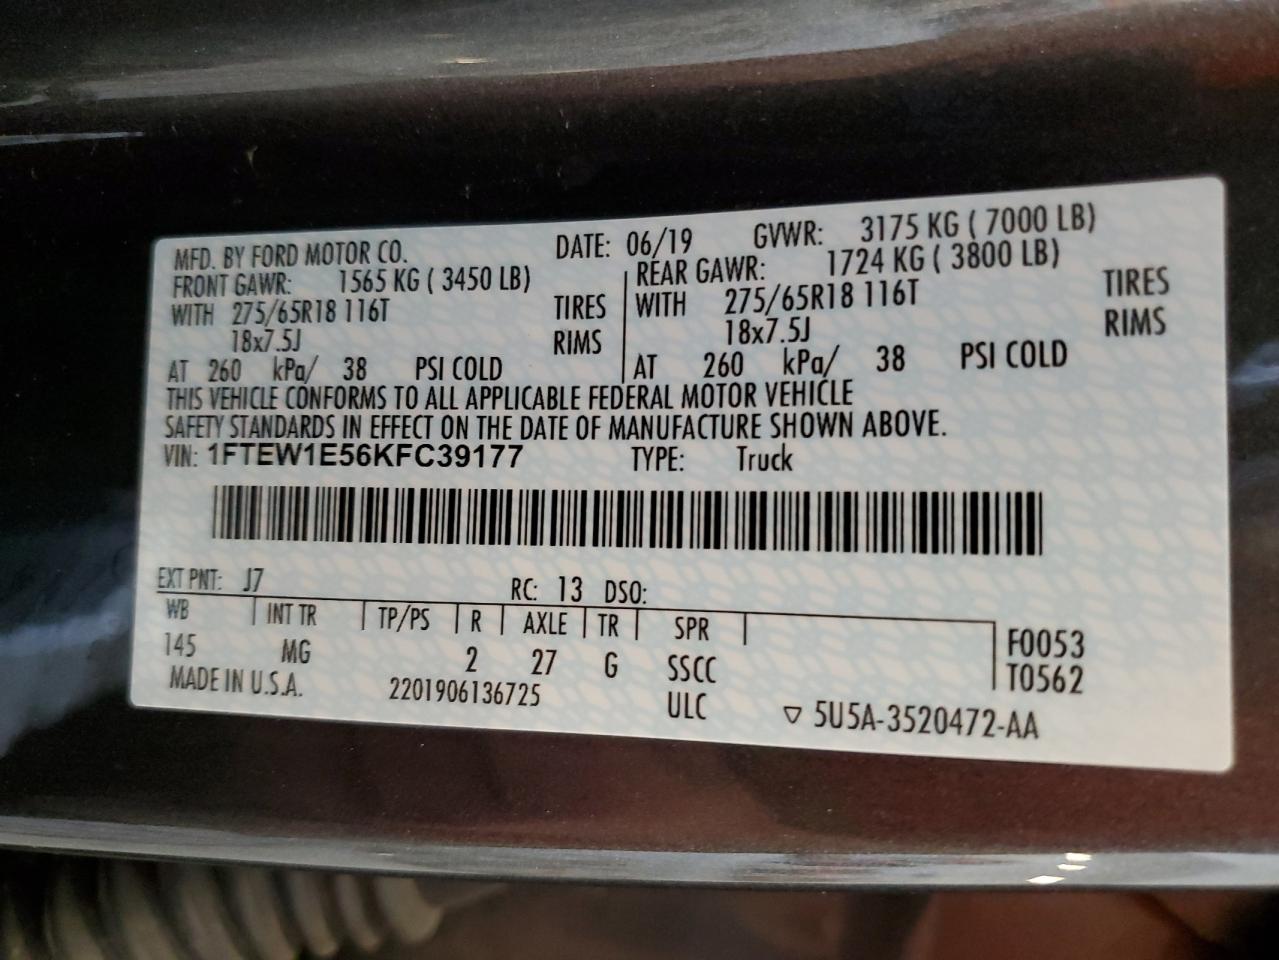 MFD. BY FORD MOTOR CO. DATE: 06/19 GVWR: 3175 KG ( 7000 LB)
FRONT GAWR: 1565 KG ( 3450 LB) REAR GAWR: 1724 KG ( 3800 LB)
WITH 275/65R18 116T TIRES WITH 275/65R18 116T TIRES
18x7.5J RIMS 18x7.5J RIMS
AT 260 kPa/ 38 PSI COLD AT 260 kPa/ 38 PSI COLD
THIS VEHICLE CONFORMS TO ALL APPLICABLE FEDERAL MOTOR VEHICLE
SAFETY STANDARDS IN EFFECT ON THE DATE OF MANUFACTURE SHOWN ABOVE.
VIN: 1FTEW1E56KFC39177 TYPE: Truck
EXT PNT: J7 RC: 13 DSO:
WB INT TR TP/PS R AXLE TR SPR F0053
145 MG 2 27 G SSCC T0562
MADE IN U.S.A. 2201906136725 ULC ▽ 5U5A-3520472-AA